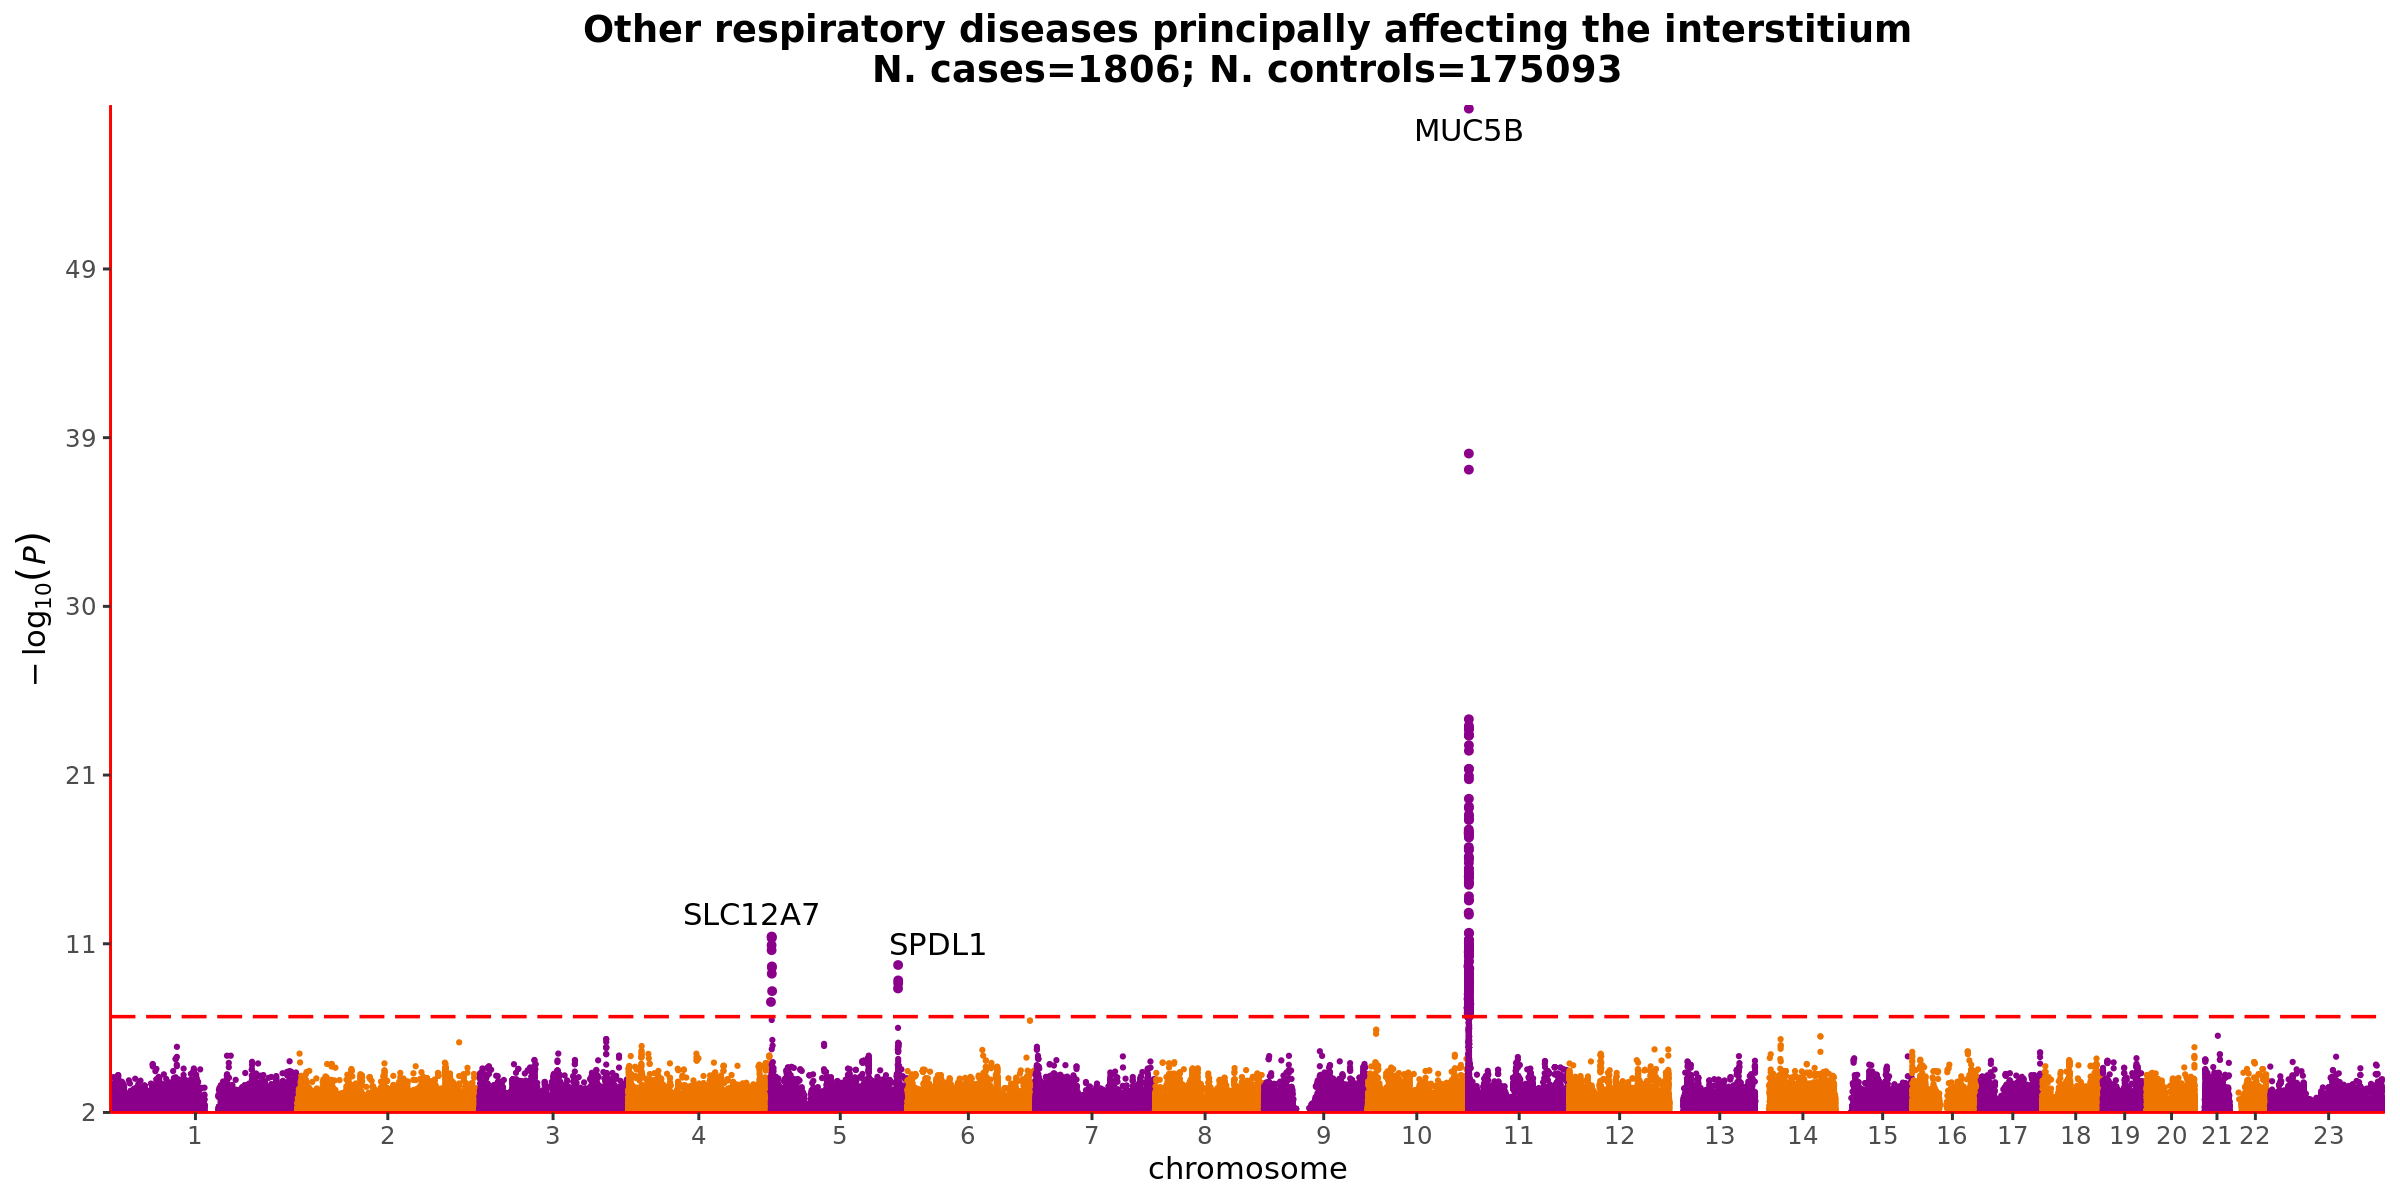 Other respiratory diseases principally affecting the interstitium
N. cases=1806; N. controls=175093
MUC5B
49
39
−log10(P)
30
21
SLC12A7
SPDL1
11
2
1 2 3 4 5 6 7 8 9 10 11 12 13 14 15 16 17 18 19 20 21 22 23
chromosome